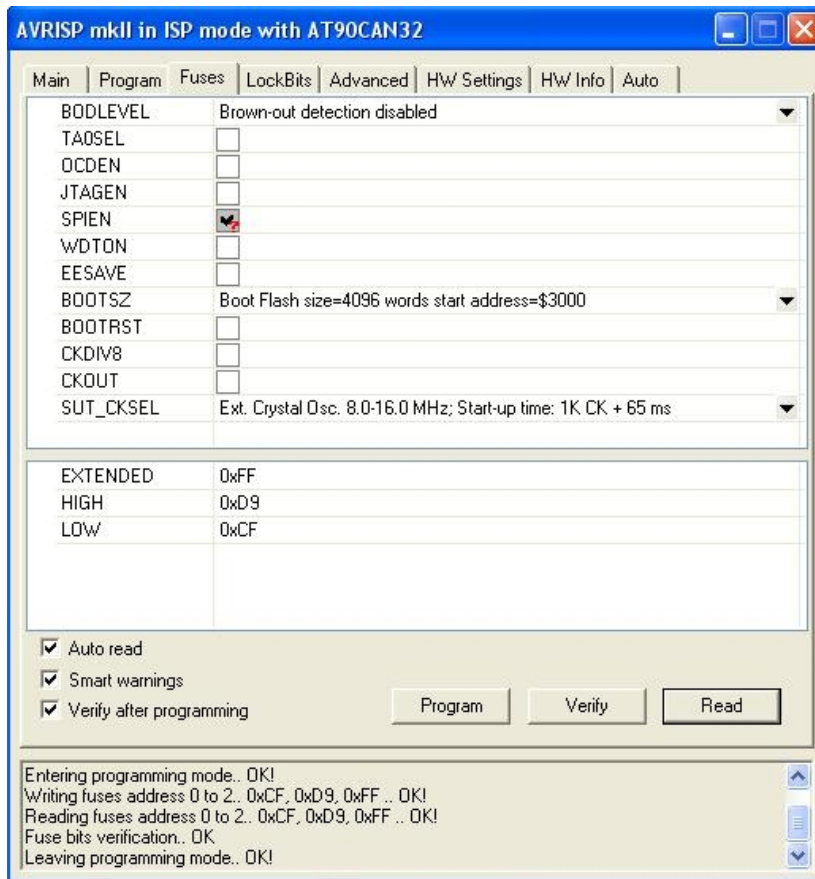 AVRISP mkII in ISP mode with AT90CAN32
Main Program Fuses LockBits Advanced HW Settings HW Info Auto
BODLEVEL Brown-out detection disabled
TA0SEL
OCDEN
JTAGEN
SPIEN
WDTON
EESAVE
BOOTSZ Boot Flash size=4096 words start address=$3000
BOOTRST
CKDIV8
CKOUT
SUT_CKSEL Ext. Crystal Osc. 8.0-16.0 MHz; Start-up time: 1K CK + 65 ms
EXTENDED 0xFF
HIGH 0xD9
LOW 0xCF
Auto read
Smart warnings
Verify after programming
Program Verify Read
Entering programming mode.. OK!
Writing fuses address 0 to 2.. 0xCF, 0xD9, 0xFF .. OK!
Reading fuses address 0 to 2.. 0xCF, 0xD9, 0xFF .. OK!
Fuse bits verification.. OK
Leaving programming mode.. OK!